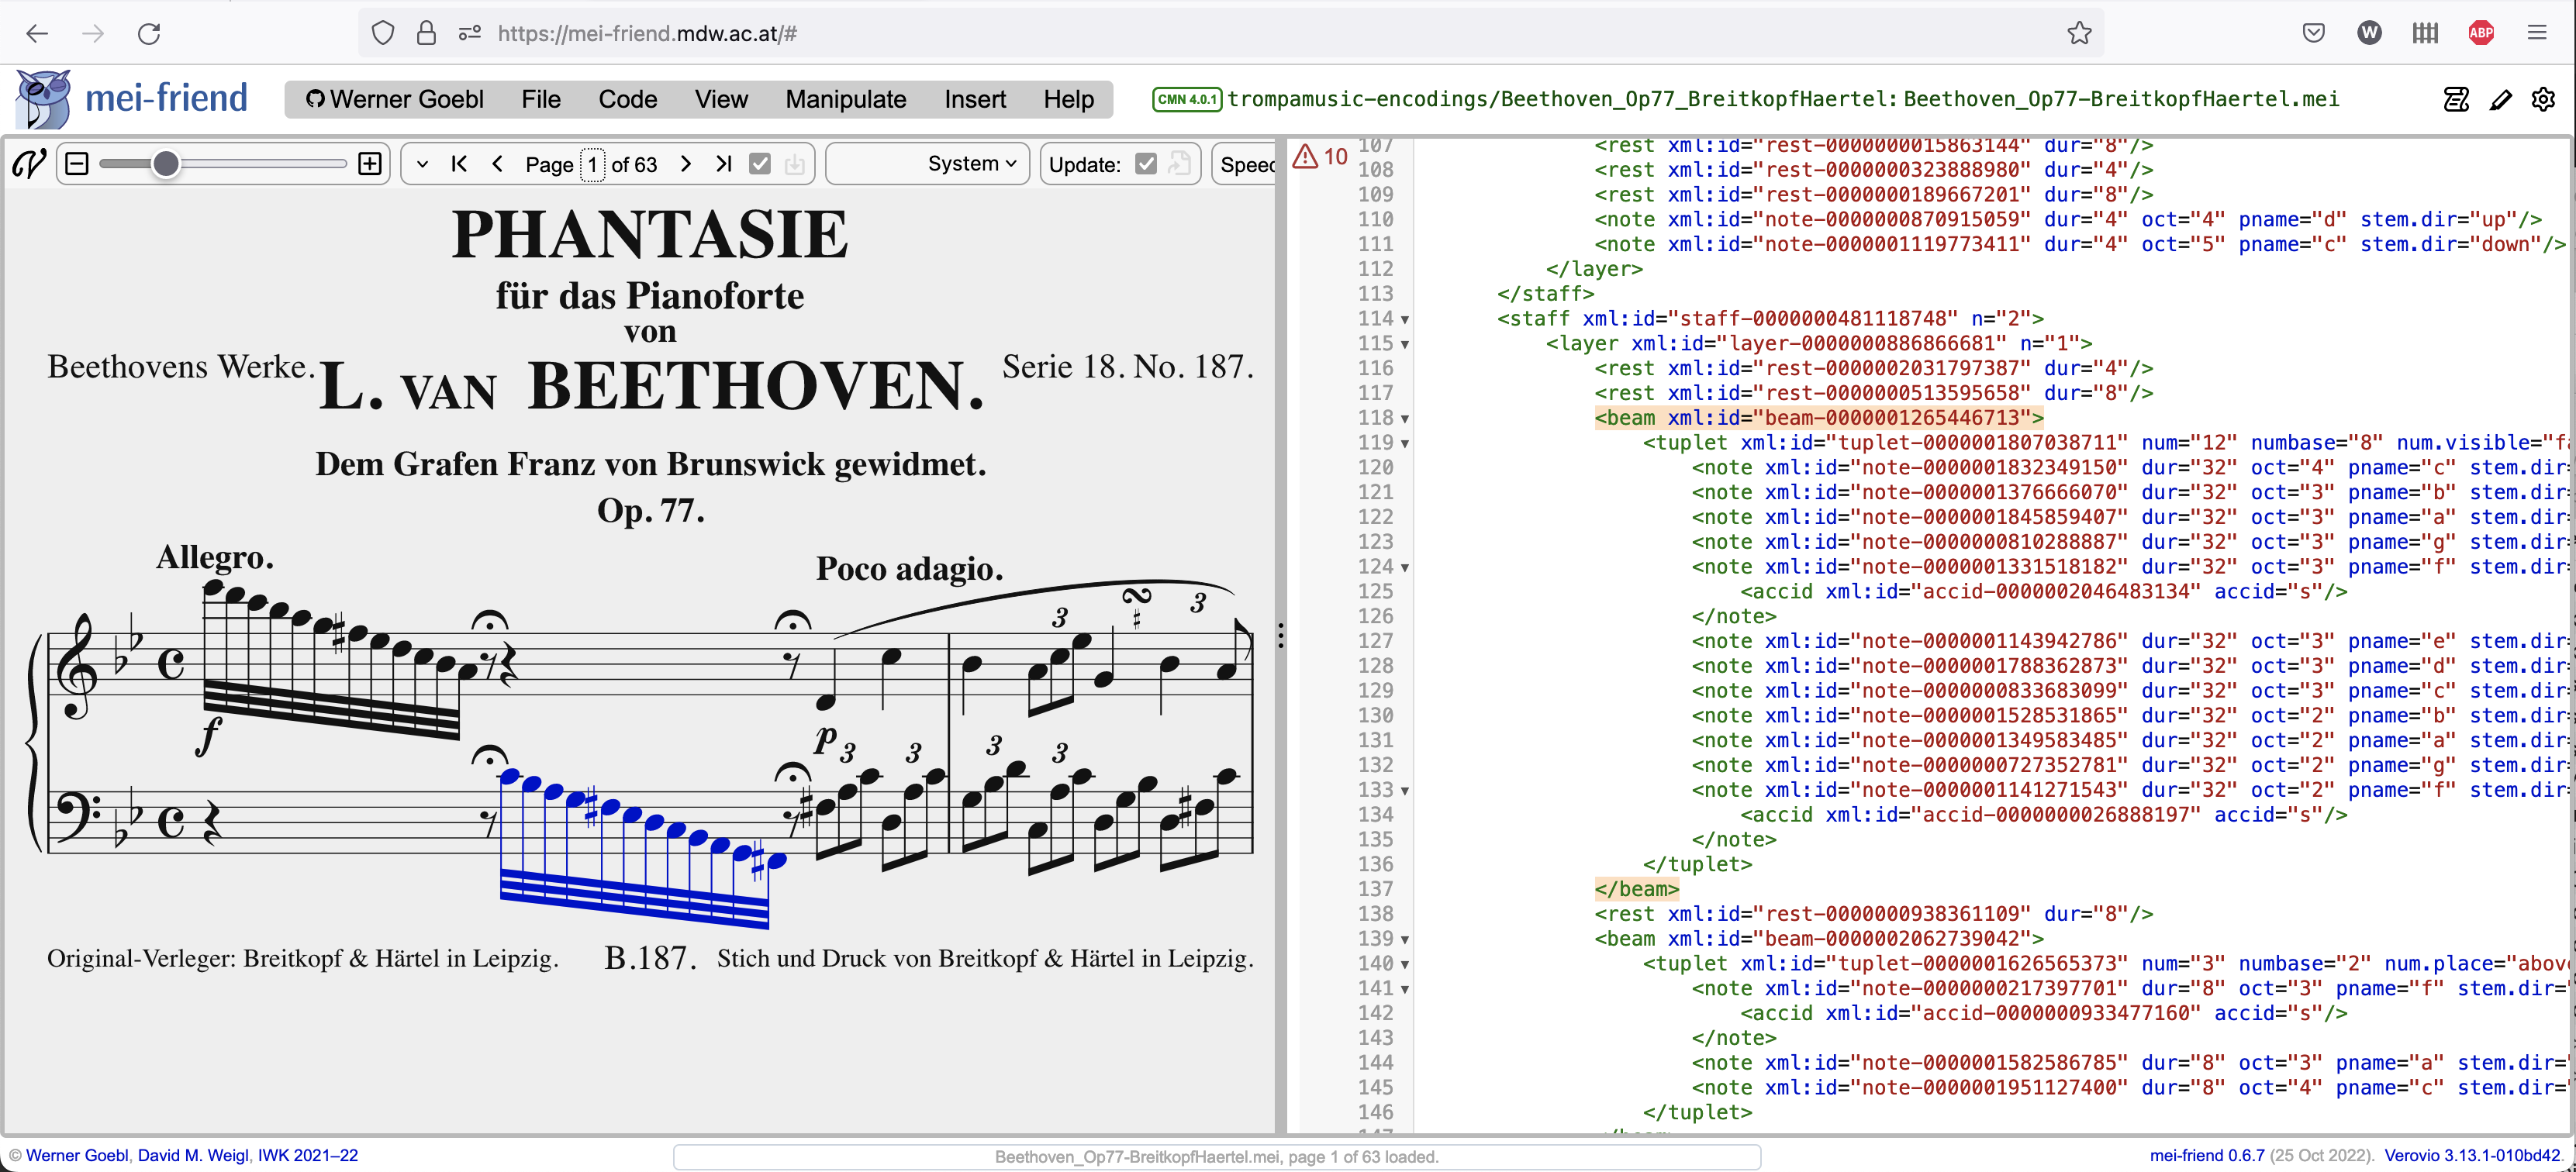 https://mei-friend.mdw.ac.at/#
W
ABP
mei-friend
Werner Goebl File Code View Manipulate Insert Help
CMN 4.0.1 trompamusic-encodings/Beethoven_Op77_BreitkopfHaertel: Beethoven_Op77-BreitkopfHaertel.mei
Page 1 of 63 System Update: Speed
PHANTASIE
für das Pianoforte
von
Beethovens Werke. L. VAN BEETHOVEN. Serie 18. No. 187.
Dem Grafen Franz von Brunswick gewidmet.
Op. 77.
Allegro.
Poco adagio.
3 3
f p
3 3 3 3
Original-Verleger: Breitkopf & Härtel in Leipzig. B.187. Stich und Druck von Breitkopf & Härtel in Leipzig.
10
107 <rest xml:id="rest-0000000015863144" dur="8"/>
108 <rest xml:id="rest-0000000323888980" dur="4"/>
109 <rest xml:id="rest-0000000189667201" dur="8"/>
110 <note xml:id="note-0000000870915059" dur="4" oct="4" pname="d" stem.dir="up"/>
111 <note xml:id="note-0000001119773411" dur="4" oct="5" pname="c" stem.dir="down"/>
112 </layer>
113 </staff>
114 <staff xml:id="staff-0000000481118748" n="2">
115 <layer xml:id="layer-0000000886866681" n="1">
116 <rest xml:id="rest-0000002031797387" dur="4"/>
117 <rest xml:id="rest-0000000513595658" dur="8"/>
118 <beam xml:id="beam-0000001265446713">
119 <tuplet xml:id="tuplet-0000001807038711" num="12" numbase="8" num.visible="fa
120 <note xml:id="note-0000001832349150" dur="32" oct="4" pname="c" stem.dir=
121 <note xml:id="note-0000001376666070" dur="32" oct="3" pname="b" stem.dir=
122 <note xml:id="note-0000001845859407" dur="32" oct="3" pname="a" stem.dir=
123 <note xml:id="note-0000000810288887" dur="32" oct="3" pname="g" stem.dir=
124 <note xml:id="note-0000001331518182" dur="32" oct="3" pname="f" stem.dir=
125 <accid xml:id="accid-0000002046483134" accid="s"/>
126 </note>
127 <note xml:id="note-0000001143942786" dur="32" oct="3" pname="e" stem.dir=
128 <note xml:id="note-0000001788362873" dur="32" oct="3" pname="d" stem.dir=
129 <note xml:id="note-0000000833683099" dur="32" oct="3" pname="c" stem.dir=
130 <note xml:id="note-0000001528531865" dur="32" oct="2" pname="b" stem.dir=
131 <note xml:id="note-0000001349583485" dur="32" oct="2" pname="a" stem.dir=
132 <note xml:id="note-0000000727352781" dur="32" oct="2" pname="g" stem.dir=
133 <note xml:id="note-0000001141271543" dur="32" oct="2" pname="f" stem.dir=
134 <accid xml:id="accid-0000000026888197" accid="s"/>
135 </note>
136 </tuplet>
137 </beam>
138 <rest xml:id="rest-0000000938361109" dur="8"/>
139 <beam xml:id="beam-0000002062739042">
140 <tuplet xml:id="tuplet-0000001626565373" num="3" numbase="2" num.place="above
141 <note xml:id="note-0000000217397701" dur="8" oct="3" pname="f" stem.dir=
142 <accid xml:id="accid-0000000933477160" accid="s"/>
143 </note>
144 <note xml:id="note-0000001582586785" dur="8" oct="3" pname="a" stem.dir=
145 <note xml:id="note-0000001951127400" dur="8" oct="4" pname="c" stem.dir=
146 </tuplet>
© Werner Goebl, David M. Weigl, IWK 2021–22
Beethoven_Op77-BreitkopfHaertel.mei, page 1 of 63 loaded.
mei-friend 0.6.7 (25 Oct 2022). Verovio 3.13.1-010bd42.